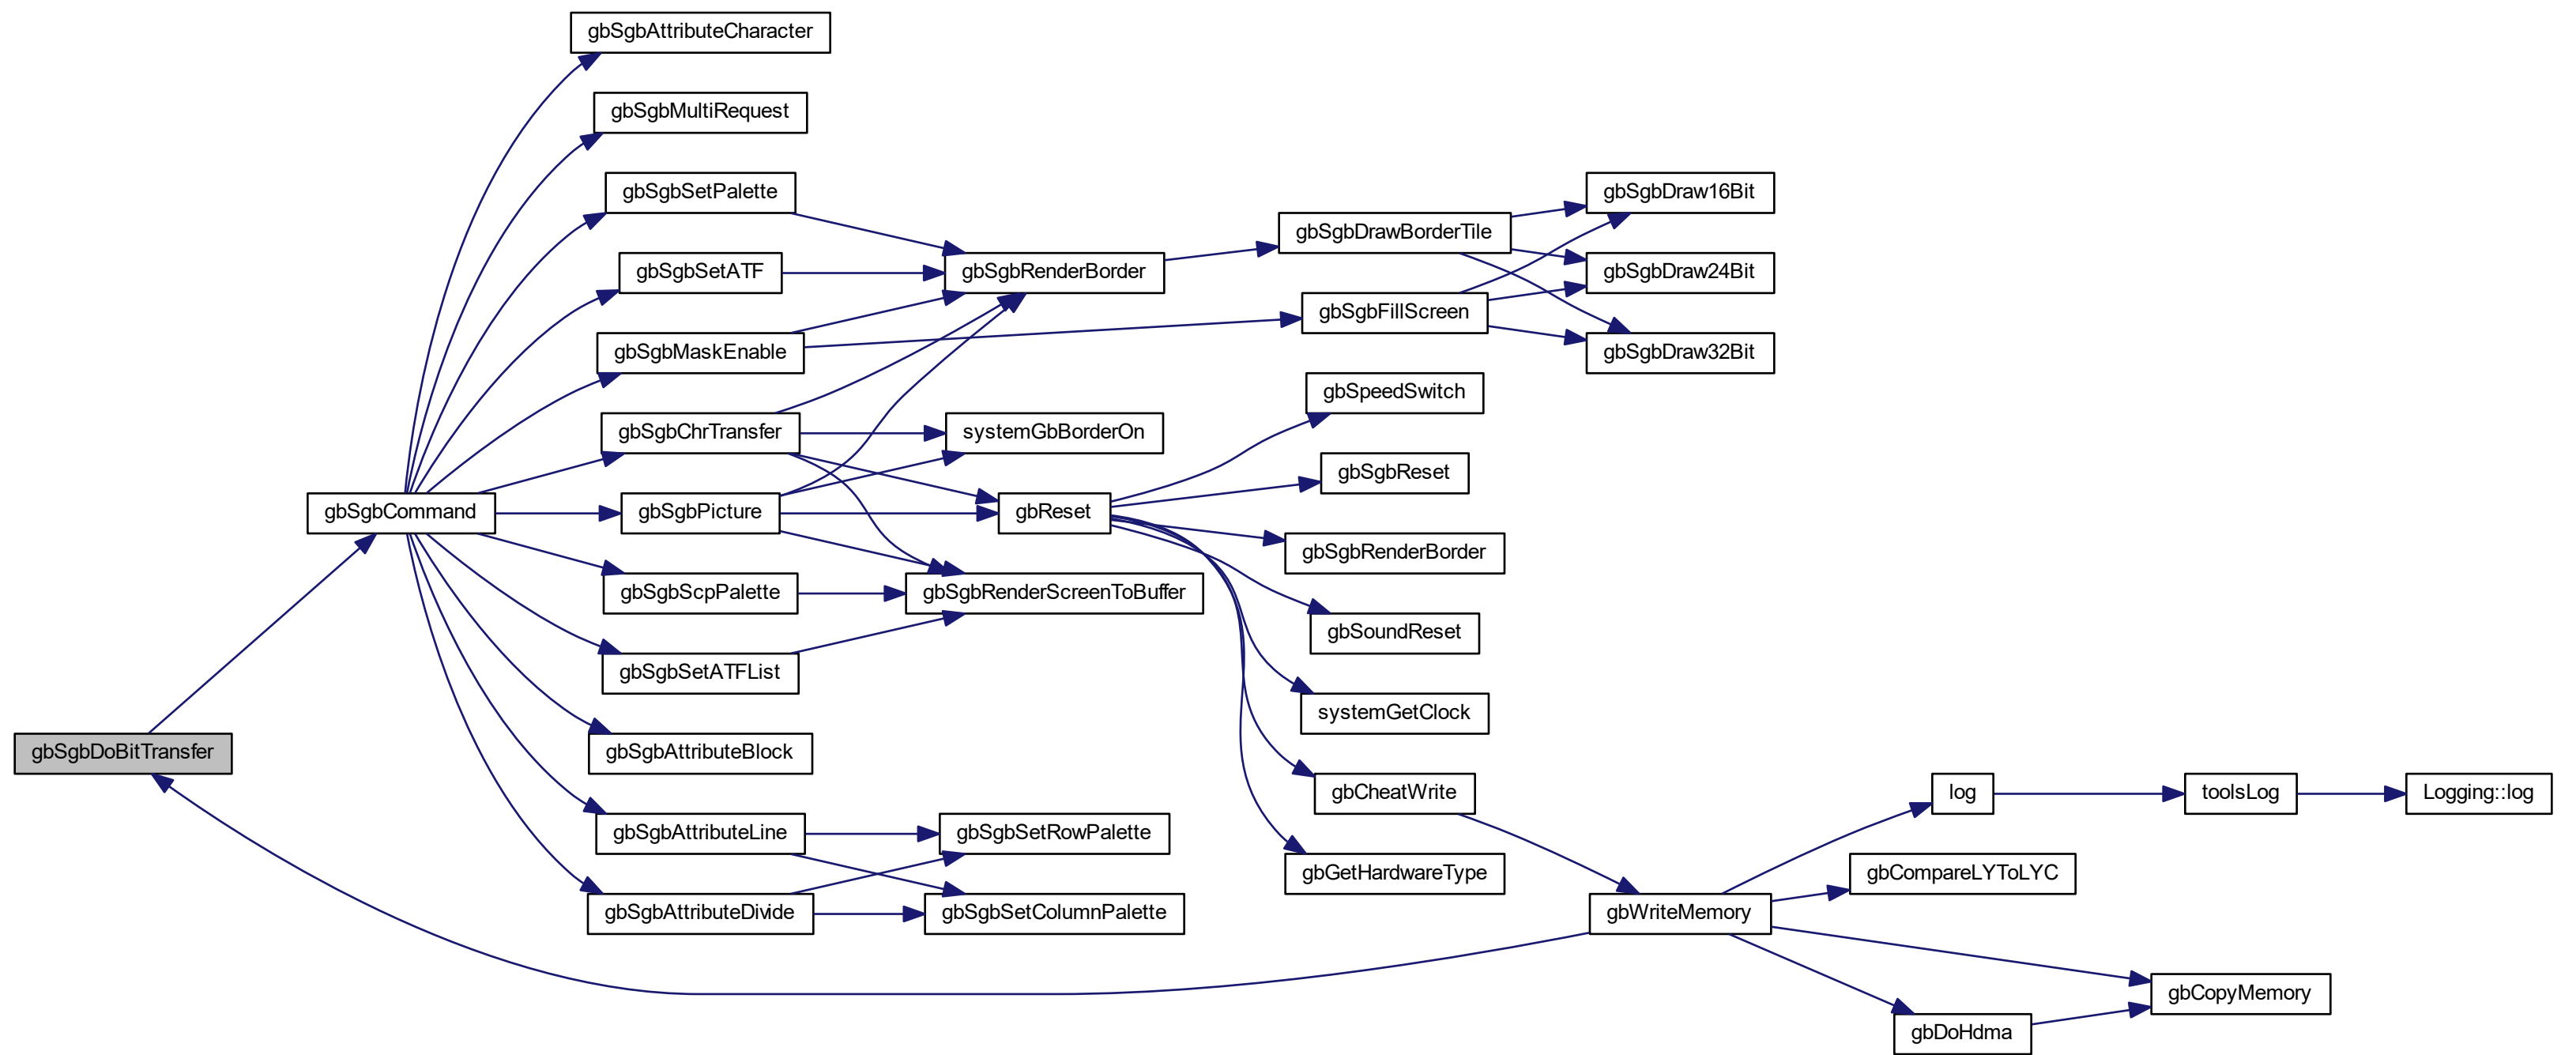 gbSgbAttributeCharacter
gbSgbMultiRequest
gbSgbSetPalette
gbSgbDraw16Bit
gbSgbDrawBorderTile
gbSgbSetATF
gbSgbRenderBorder
gbSgbDraw24Bit
gbSgbFillScreen
gbSgbMaskEnable
gbSgbDraw32Bit
gbSpeedSwitch
gbSgbChrTransfer
systemGbBorderOn
gbSgbReset
gbSgbCommand
gbSgbPicture
gbReset
gbSgbRenderBorder
gbSgbScpPalette
gbSgbRenderScreenToBuffer
gbSoundReset
gbSgbSetATFList
systemGetClock
gbSgbDoBitTransfer
gbSgbAttributeBlock
gbCheatWrite
log
toolsLog
Logging::log
gbSgbAttributeLine
gbSgbSetRowPalette
gbGetHardwareType
gbCompareLYToLYC
gbSgbAttributeDivide
gbSgbSetColumnPalette
gbWriteMemory
gbCopyMemory
gbDoHdma